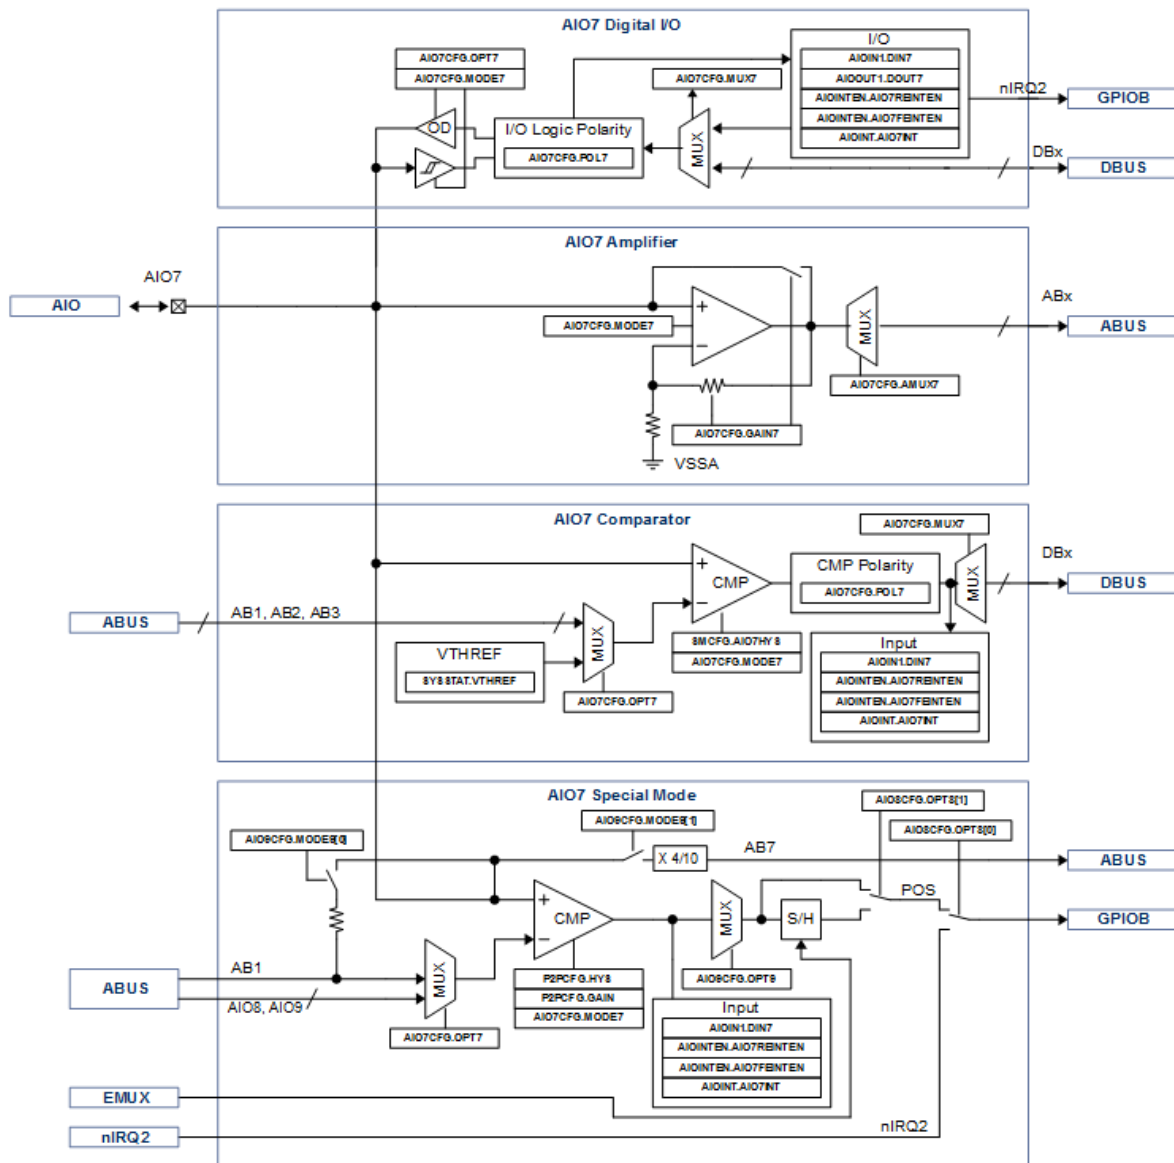 AIO7 Digital I/O
AIO7CFG.OPT7
AIO7CFG.MODE7
OD
I/O Logic Polarity
AIO7CFG.POL7
AIO7CFG.MUX7
MUX
I/O
AIOIN1.DIN7
AIOOUT1.DOUT7
AIOINTEN.AIO7REINTEN
AIOINTEN.AIO7FEINTEN
AIOINT.AIO7INT
nIRQ2
GPIOB
DBx
DBUS
AIO7 Amplifier
AIO
AIO7
AIO7CFG.MODE7
+
−
MUX
AIO7CFG.AMUX7
AIO7CFG.GAIN7
VSSA
ABx
ABUS
AIO7 Comparator
ABUS
AB1, AB2, AB3
VTHREF
SYSSTAT.VTHREF
MUX
AIO7CFG.OPT7
+
−
CMP
SMCFG.AIO7HYS
AIO7CFG.MODE7
CMP Polarity
AIO7CFG.POL7
AIO7CFG.MUX7
MUX
DBx
DBUS
Input
AIOIN1.DIN7
AIOINTEN.AIO7REINTEN
AIOINTEN.AIO7FEINTEN
AIOINT.AIO7INT
AIO7 Special Mode
AIO9CFG.MODE9[0]
AIO9CFG.MODE9[1]
X 4/10
AB7
ABUS
AIO8CFG.OPT8[1]
AIO8CFG.OPT8[0]
+
−
CMP
MUX
S/H
POS
GPIOB
ABUS
AB1
AIO8, AIO9
MUX
AIO7CFG.OPT7
P2PCFG.HYS
P2PCFG.GAIN
AIO7CFG.MODE7
AIO9CFG.OPT9
Input
AIOIN1.DIN7
AIOINTEN.AIO7REINTEN
AIOINTEN.AIO7FEINTEN
AIOINT.AIO7INT
EMUX
nIRQ2
nIRQ2